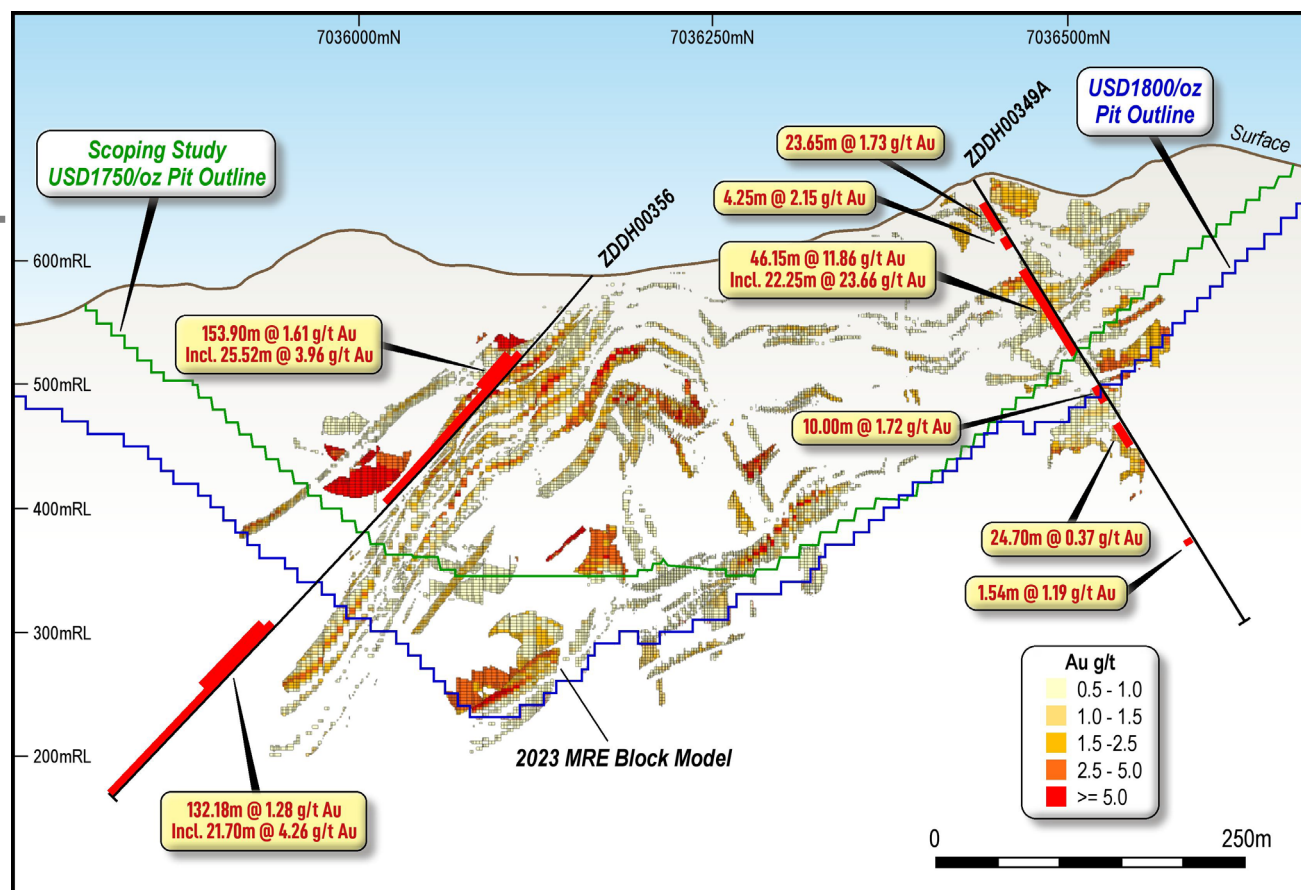 7036000mN
7036250mN
7036500mN
Scoping Study
USD1750/oz Pit Outline
ZDDH00356
23.65m @ 1.73 g/t Au
ZDDH00349A
USD1800/oz
Pit Outline
Surface
4.25m @ 2.15 g/t Au
46.15m @ 11.86 g/t Au
Incl. 22.25m @ 23.66 g/t Au
600mRL
153.90m @ 1.61 g/t Au
Incl. 25.52m @ 3.96 g/t Au
500mRL
10.00m @ 1.72 g/t Au
400mRL
24.70m @ 0.37 g/t Au
1.54m @ 1.19 g/t Au
300mRL
200mRL
2023 MRE Block Model
132.18m @ 1.28 g/t Au
Incl. 21.70m @ 4.26 g/t Au
Au g/t
0.5 - 1.0
1.0 - 1.5
1.5 -2.5
2.5 - 5.0
>= 5.0
0
250m